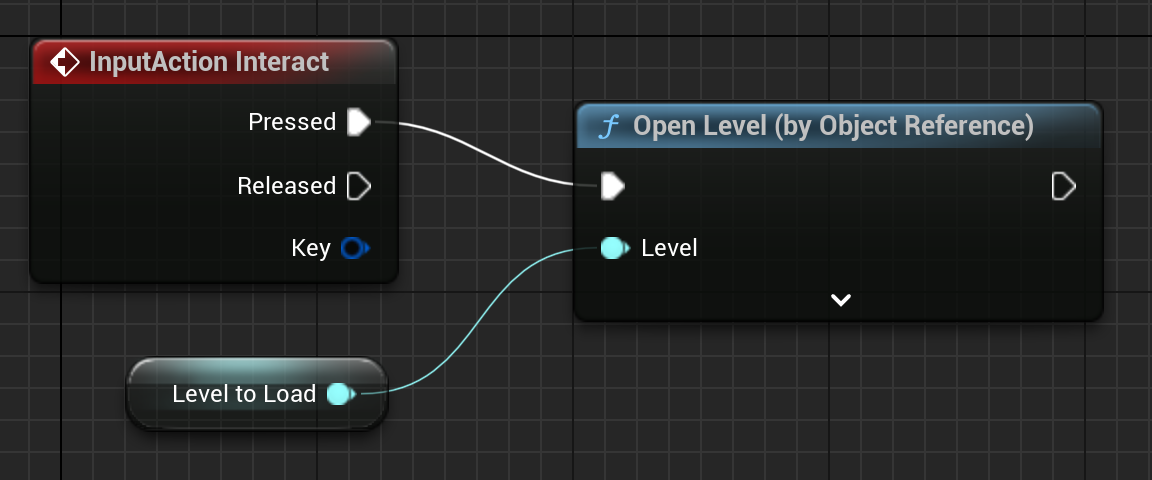 InputAction Interact
Pressed
Released
Key
Level to Load
f Open Level (by Object Reference)
Level